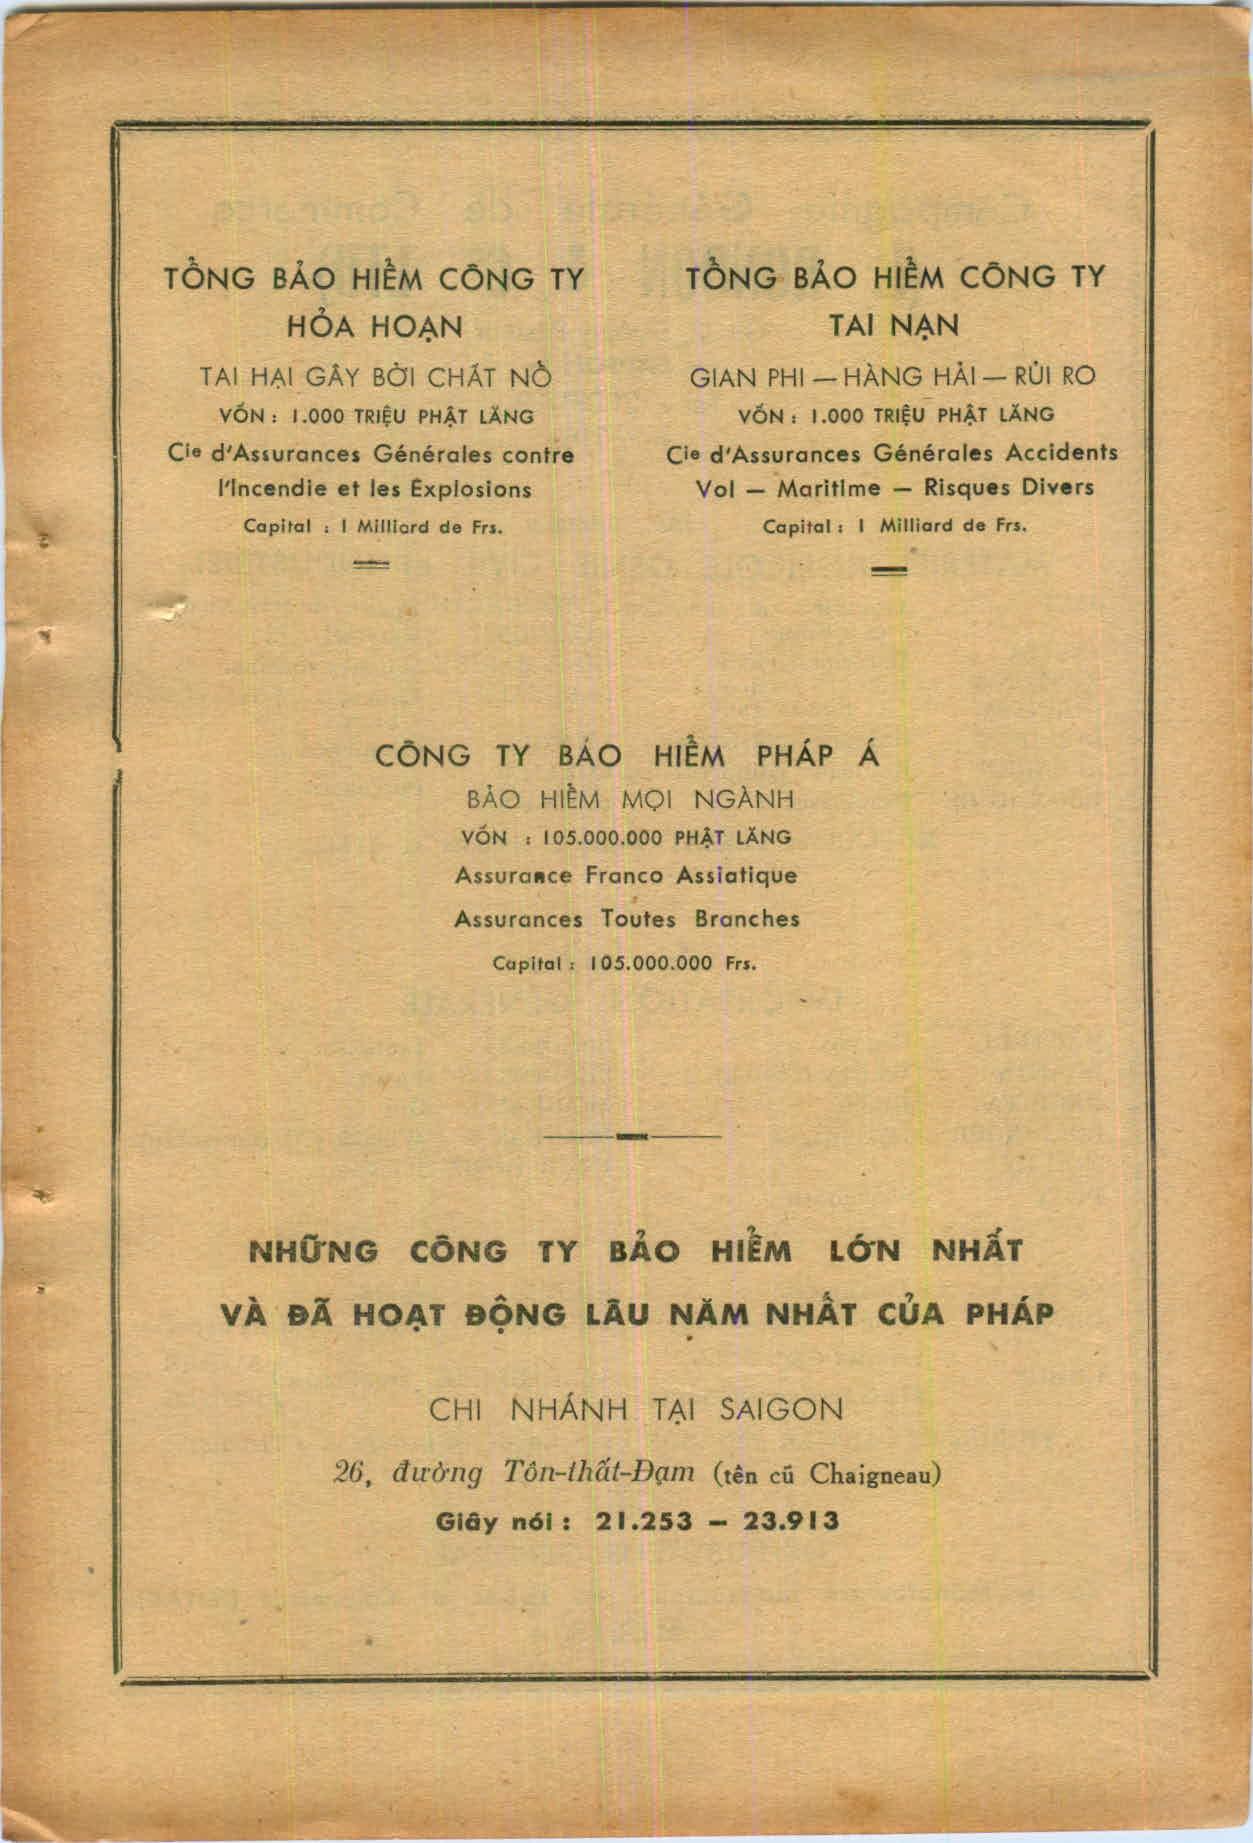 TỔNG BẢO HIỂM CÔNG TY
HỎA HOẠN
TAI HẠI GÂY BỞI CHẤT NỔ
VỐN : 1.000 TRIỆU PHẬT LĂNG
Cie d'Assurances Générales contre
l'Incendie et les Explosions
Capital : 1 Milliard de Frs.
TỔNG BẢO HIỂM CÔNG TY
TAI NẠN
GIAN PHI — HÀNG HẢI — RỦI RO
VỐN : 1.000 TRIỆU PHẬT LĂNG
Cie d'Assurances Générales Accidents
Vol — Maritime — Risques Divers
Capital : 1 Milliard de Frs.
CÔNG TY BẢO HIỂM PHÁP Á
BẢO HIỂM MỌI NGÀNH
VỐN : 105.000.000 PHẬT LĂNG
Assurance Franco Assiatique
Assurances Toutes Branches
Capital : 105.000.000 Frs.
NHỮNG CÔNG TY BẢO HIỂM LỚN NHẤT
VÀ ĐÃ HOẠT ĐỘNG LÂU NĂM NHẤT CỦA PHÁP
CHI NHÁNH TẠI SAIGON
26, đường Tôn-thất-Đạm (tên cũ Chaigneau)
Giây nói : 21.253 — 23.913